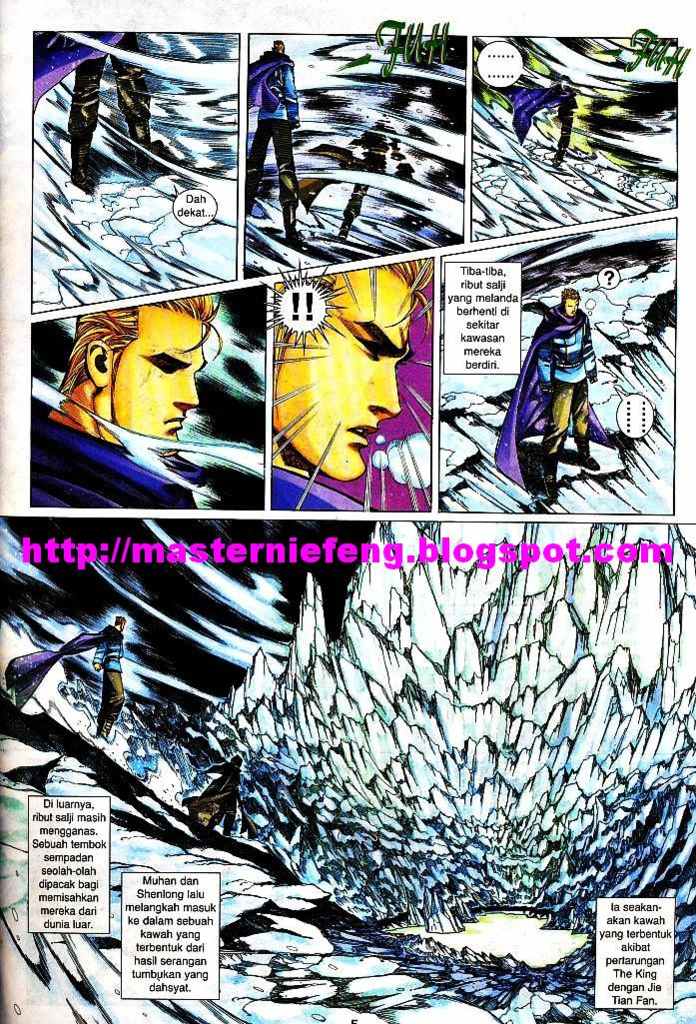 FUH
FUH
......
......
Dah
dekat...
!!
Tiba-tiba,
ribut salji
yang melanda
berhenti di
sekitar
kawasan
mereka
berdiri.
?
......
http://masterniefeng.blogspot.com
Di luarnya,
ribut salji masih
mengganas.
Sebuah tembok
sempadan
seolah-olah
dipacak bagi
memisahkan
mereka dari
dunia luar.
Muhan dan
Shenlong lalu
melangkah masuk
ke dalam sebuah
kawah yang
terbentuk dari
hasil serangan
tumbukan yang
dahsyat.
Ia seakan-
akan kawah
yang terbentuk
akibat
pertarungan
The King
dengan Jie
Tian Fan.
5